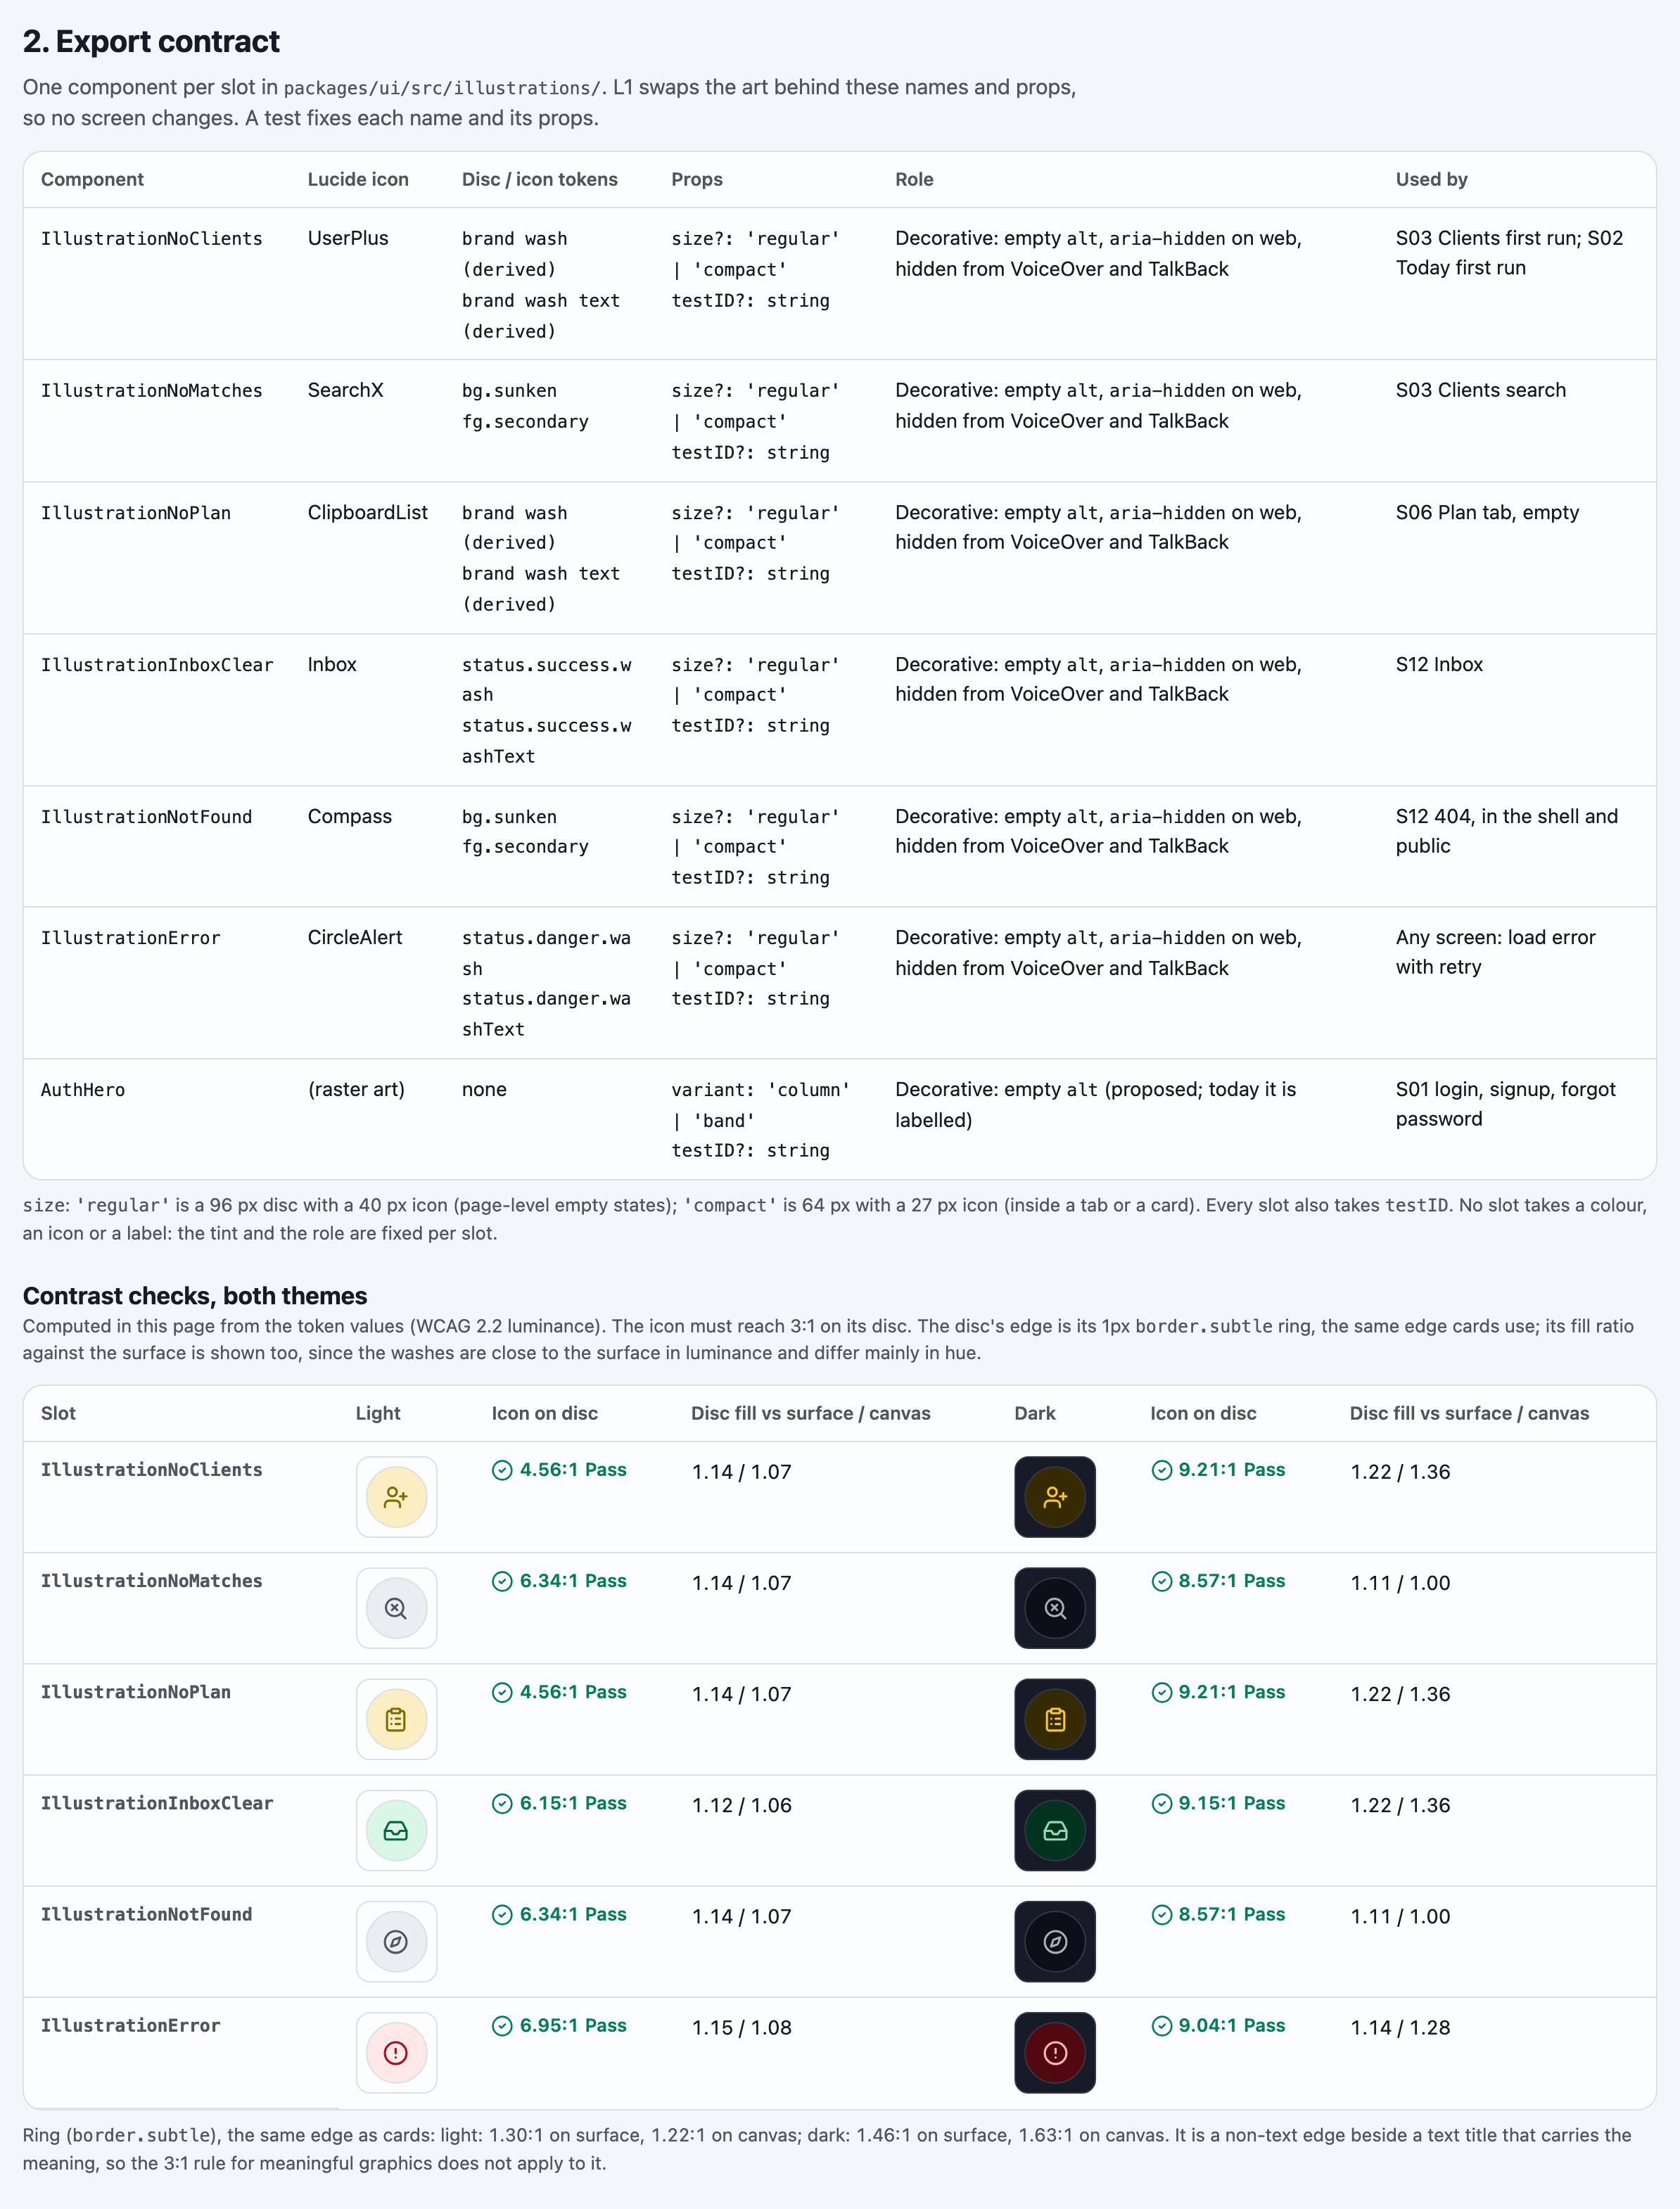 2. Export contract
One component per slot in packages/ui/src/illustrations/. L1 swaps the art behind these names and props,
so no screen changes. A test fixes each name and its props.
Component Lucide icon Disc / icon tokens Props Role Used by
IllustrationNoClients UserPlus brand wash size?: 'regular' Decorative: empty alt, aria-hidden on web, S03 Clients first run; S02
(derived) | 'compact' hidden from VoiceOver and TalkBack Today first run
brand wash text testID?: string
(derived)
IllustrationNoMatches SearchX bg.sunken size?: 'regular' Decorative: empty alt, aria-hidden on web, S03 Clients search
fg.secondary | 'compact' hidden from VoiceOver and TalkBack
testID?: string
IllustrationNoPlan ClipboardList brand wash size?: 'regular' Decorative: empty alt, aria-hidden on web, S06 Plan tab, empty
(derived) | 'compact' hidden from VoiceOver and TalkBack
brand wash text testID?: string
(derived)
IllustrationInboxClear Inbox status.success.w size?: 'regular' Decorative: empty alt, aria-hidden on web, S12 Inbox
ash | 'compact' hidden from VoiceOver and TalkBack
status.success.w testID?: string
ashText
IllustrationNotFound Compass bg.sunken size?: 'regular' Decorative: empty alt, aria-hidden on web, S12 404, in the shell and
fg.secondary | 'compact' hidden from VoiceOver and TalkBack public
testID?: string
IllustrationError CircleAlert status.danger.wa size?: 'regular' Decorative: empty alt, aria-hidden on web, Any screen: load error
sh | 'compact' hidden from VoiceOver and TalkBack with retry
status.danger.wa testID?: string
shText
AuthHero (raster art) none variant: 'column' Decorative: empty alt (proposed; today it is S01 login, signup, forgot
| 'band' labelled) password
testID?: string
size: 'regular' is a 96 px disc with a 40 px icon (page-level empty states); 'compact' is 64 px with a 27 px icon (inside a tab or a card). Every slot also takes testID. No slot takes a colour,
an icon or a label: the tint and the role are fixed per slot.
Contrast checks, both themes
Computed in this page from the token values (WCAG 2.2 luminance). The icon must reach 3:1 on its disc. The disc's edge is its 1px border.subtle ring, the same edge cards use; its fill ratio
against the surface is shown too, since the washes are close to the surface in luminance and differ mainly in hue.
Slot Light Icon on disc Disc fill vs surface / canvas Dark Icon on disc Disc fill vs surface / canvas
IllustrationNoClients 4.56:1 Pass 1.14 / 1.07 9.21:1 Pass 1.22 / 1.36
IllustrationNoMatches 6.34:1 Pass 1.14 / 1.07 8.57:1 Pass 1.11 / 1.00
IllustrationNoPlan 4.56:1 Pass 1.14 / 1.07 9.21:1 Pass 1.22 / 1.36
IllustrationInboxClear 6.15:1 Pass 1.12 / 1.06 9.15:1 Pass 1.22 / 1.36
IllustrationNotFound 6.34:1 Pass 1.14 / 1.07 8.57:1 Pass 1.11 / 1.00
IllustrationError 6.95:1 Pass 1.15 / 1.08 9.04:1 Pass 1.14 / 1.28
Ring (border.subtle), the same edge as cards: light: 1.30:1 on surface, 1.22:1 on canvas; dark: 1.46:1 on surface, 1.63:1 on canvas. It is a non-text edge beside a text title that carries the
meaning, so the 3:1 rule for meaningful graphics does not apply to it.